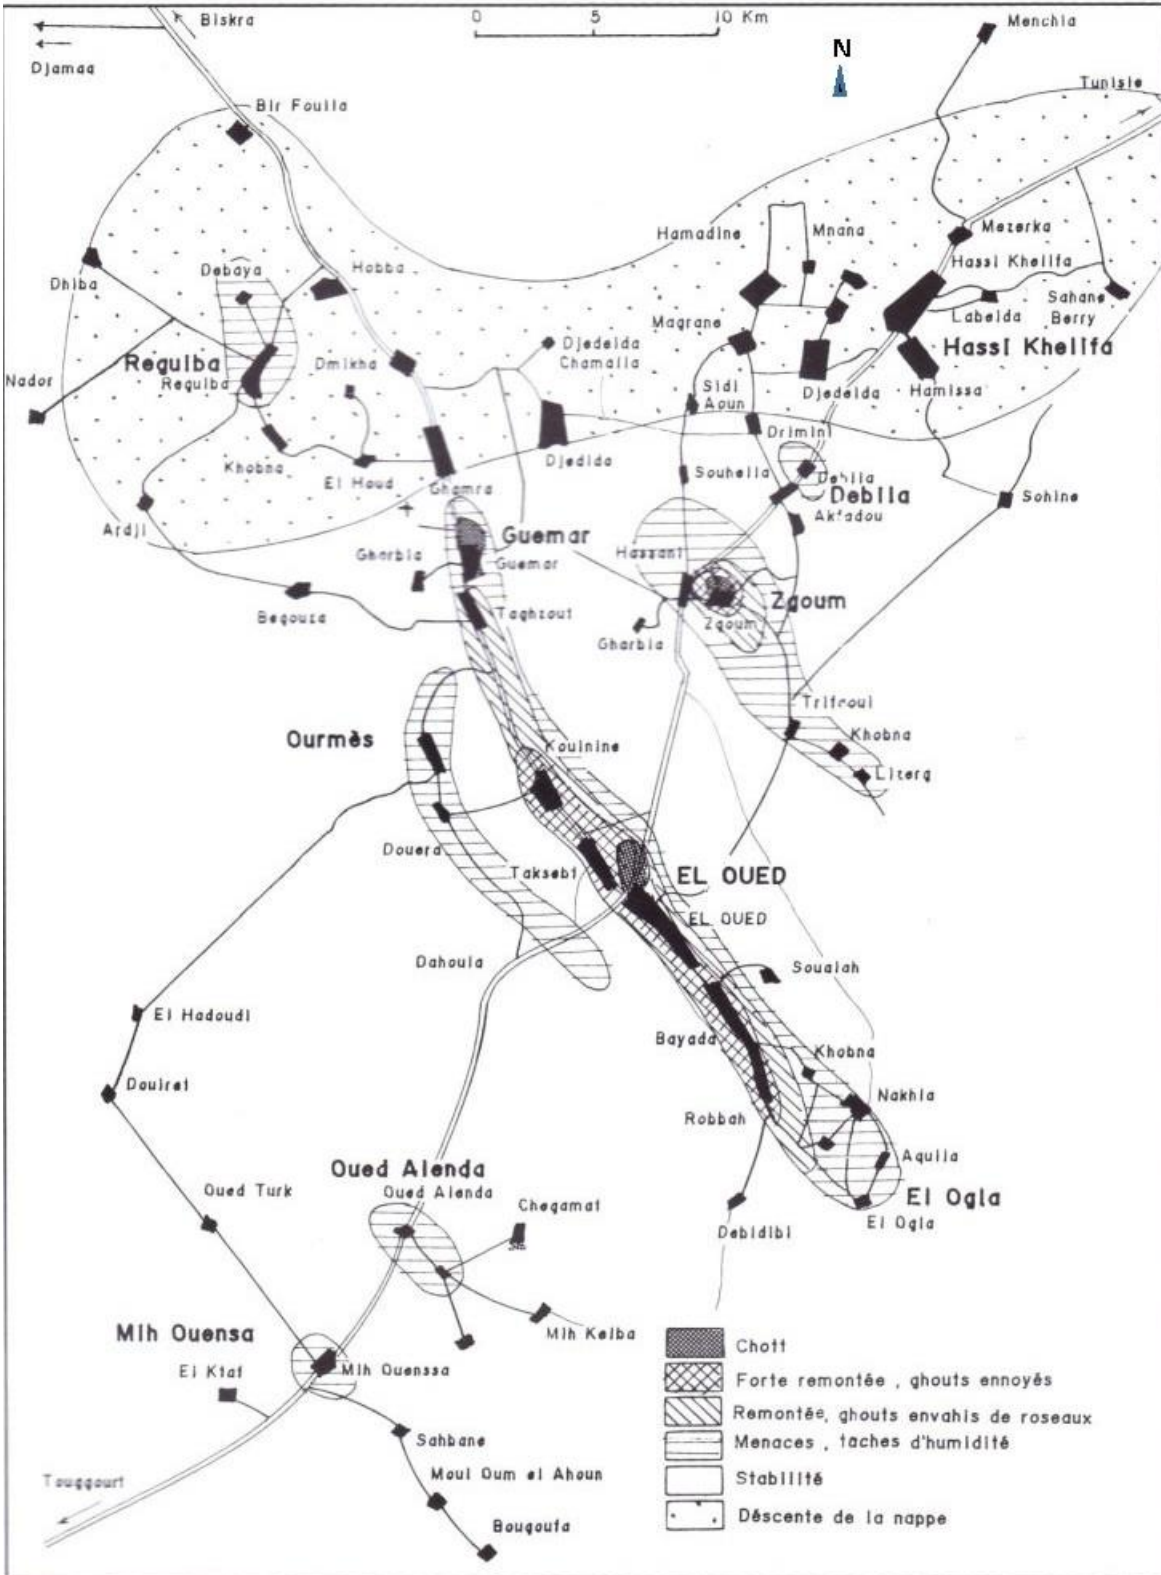 Biskra
0 5 10 Km
Menchia
N
Djamaa
Tunisie
Bir Foulia
Hamadine
Mnana
Mezerka
Hassi Khelifa
Debaya
Hobba
Dhiba
Labeida
Sahane
Berry
Magrane
Djedeida
Chamalia
Reguiba
Dmikha
Hassi Khelifa
Reguiba
Nador
Sidi
Aoun
Djedeida
Hamissa
Drimini
Khobna
El Houd
Djedida
Souhella
Debila
Ghamra
Debila
Sohine
Ardji
Akfadou
Guemar
Hassani
Gharbia
Guemar
Zgoum
Begouza
Taghzout
Zgoum
Gharbia
Trifaoui
Ourmès
Kouinine
Khobna
Lizerg
Douera
Taksebt
EL OUED
EL OUED
Dahoula
Soualah
El Hadoudi
Bayada
Khobna
Douiret
Nakhla
Robbah
Aquila
Oued Alenda
Oued Turk
Oued Alenda
Chegamat
El Ogla
El Ogla
Debidibi
Mih Ouensa
Mih Kelba
Chott
El Ktaf
Mih Ouenssa
Forte remontée, ghouts ennoyés
Remontée, ghouts envahis de roseaux
Sahbane
Menaces, taches d'humidité
Moul Oum el Ahoun
Stabilité
Touggourt
Bougoufa
Déscente de la nappe